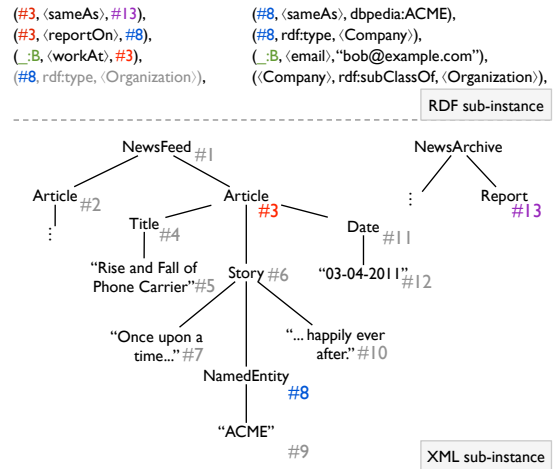 (#3, ⟨sameAs⟩, #13), (#8, ⟨sameAs⟩, dbpedia:ACME),
(#3, ⟨reportOn⟩, #8), (#8, rdf:type, ⟨Company⟩),
(_:B, ⟨workAt⟩, #3), (_:B, ⟨email⟩,“bob@example.com”),
(#8, rdf:type, ⟨Organization⟩), (⟨Company⟩, rdf:subClassOf, ⟨Organization⟩),
RDF sub-instance
NewsFeed #1 NewsArchive
Article #2 Article #3 ⋮ Report #13
⋮ Title #4 Date #11
“Rise and Fall of
Phone Carrier” #5 Story #6 “03-04-2011” #12
“Once upon a
time...” #7
“... happily ever
after.” #10
NamedEntity #8
“ACME” #9
XML sub-instance